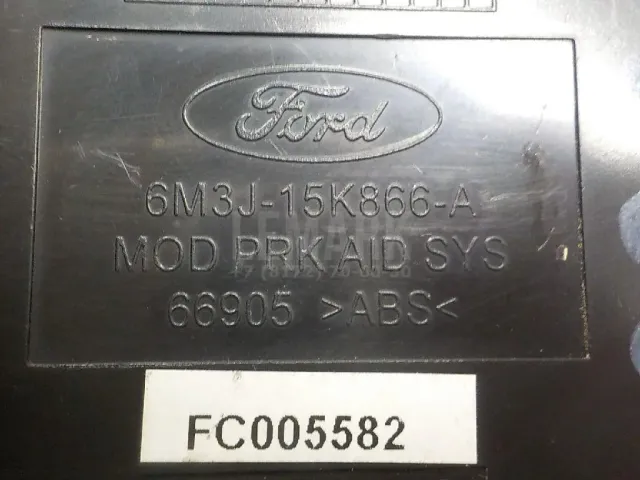 Ford
6M3J-15K866-A
MOD PRK AID SYS
66905 >ABS<
FC005582